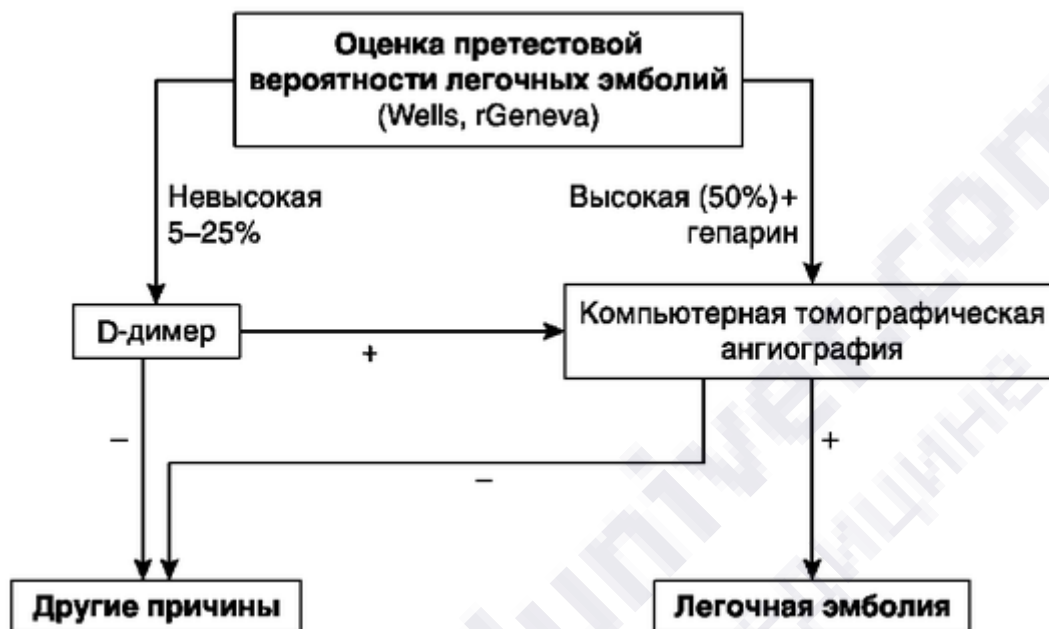 Оценка претестовой
вероятности легочных эмболий
(Wells, rGeneva)
Невысокая
5–25%
Высокая (50%)+
гепарин
D-димер
+
Компьютерная томографическая
ангиография
–
–
+
Другие причины
Легочная эмболия